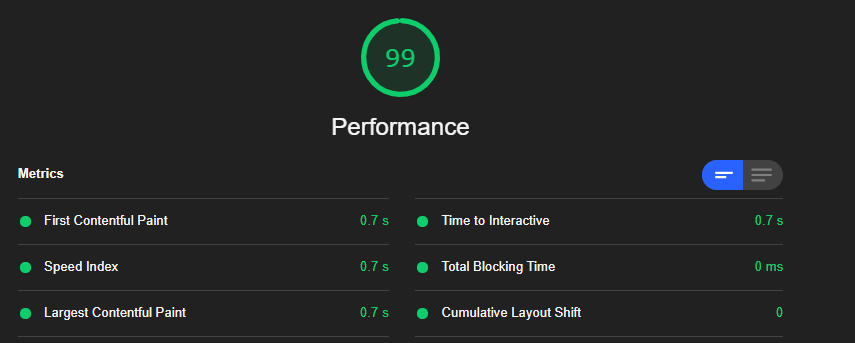 99
Performance
Metrics
First Contentful Paint 0.7 s
Time to Interactive 0.7 s
Speed Index 0.7 s
Total Blocking Time 0 ms
Largest Contentful Paint 0.7 s
Cumulative Layout Shift 0